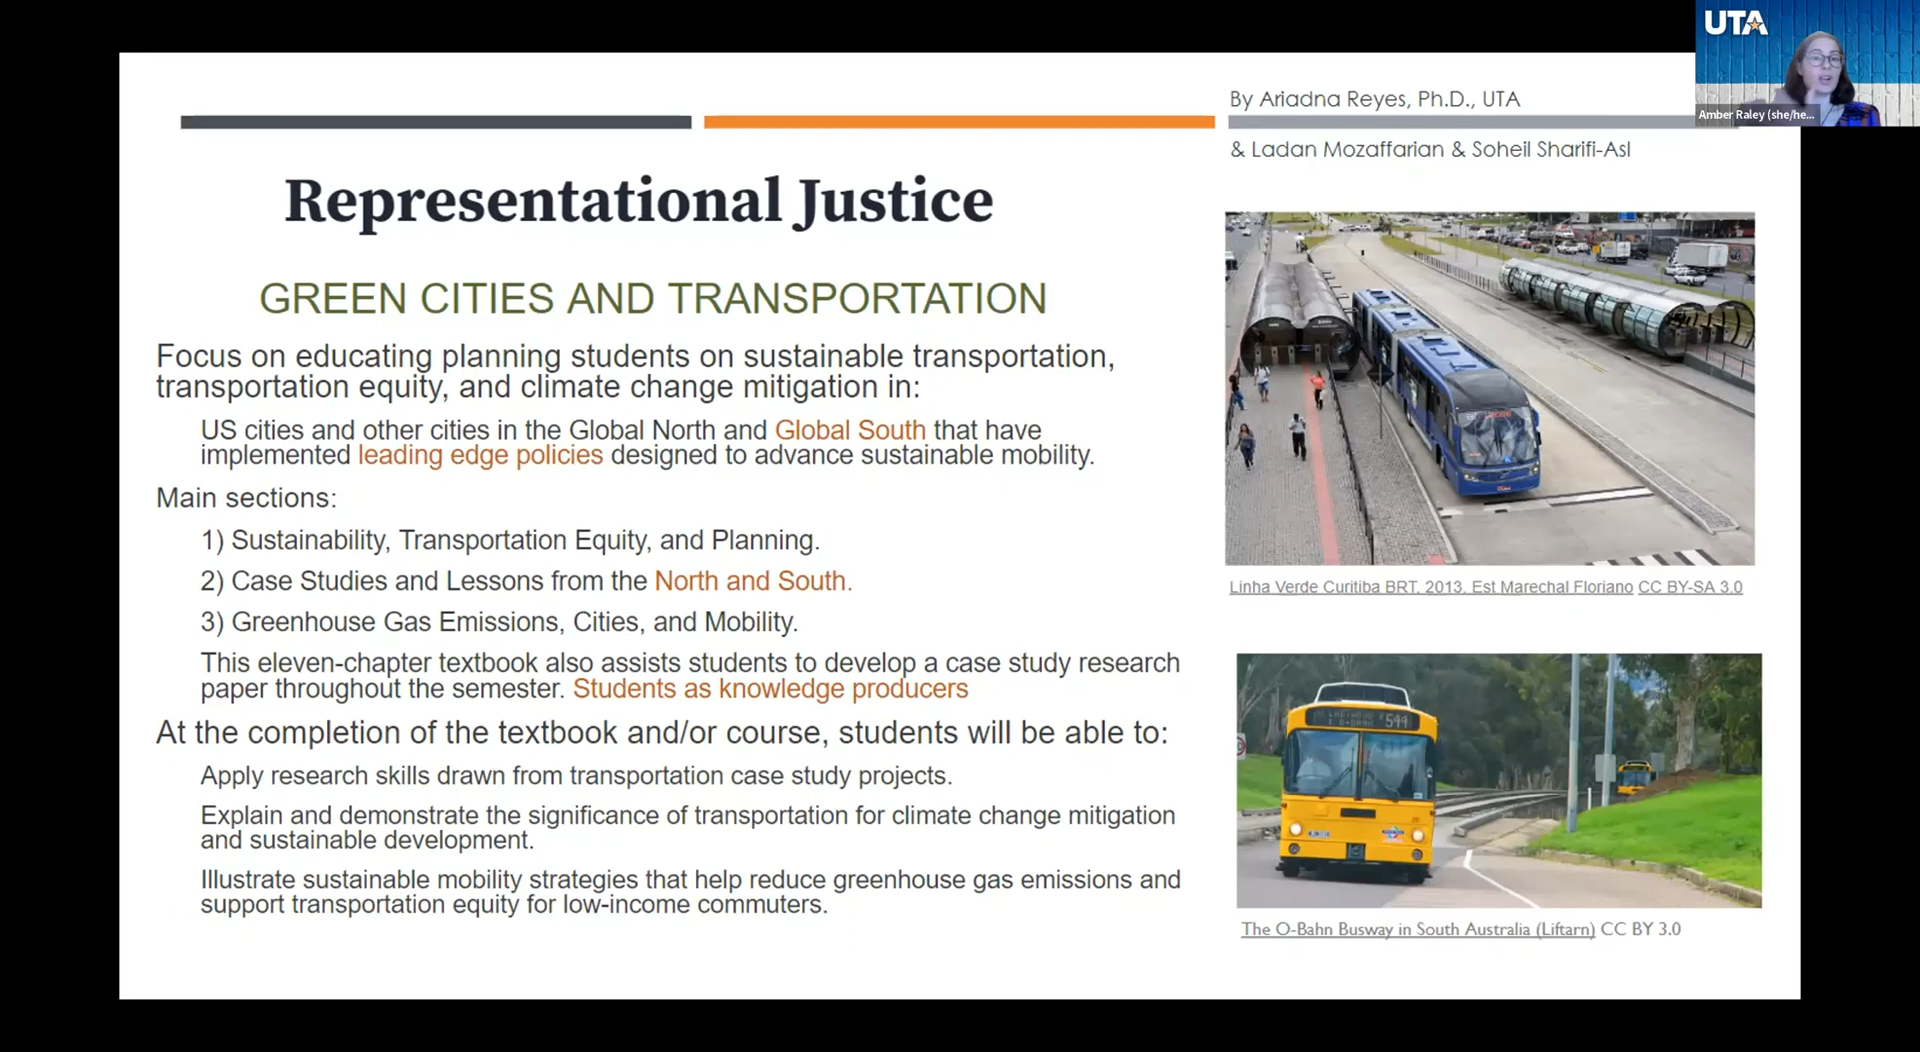 UTA
Amber Raley (she/he...
By Ariadna Reyes, Ph.D., UTA
& Ladan Mozaffarian & Soheil Sharifi-Asl
Representational Justice
GREEN CITIES AND TRANSPORTATION
Focus on educating planning students on sustainable transportation,
transportation equity, and climate change mitigation in:
US cities and other cities in the Global North and Global South that have
implemented leading edge policies designed to advance sustainable mobility.
Main sections:
1) Sustainability, Transportation Equity, and Planning.
2) Case Studies and Lessons from the North and South.
3) Greenhouse Gas Emissions, Cities, and Mobility.
This eleven-chapter textbook also assists students to develop a case study research
paper throughout the semester. Students as knowledge producers
At the completion of the textbook and/or course, students will be able to:
Apply research skills drawn from transportation case study projects.
Explain and demonstrate the significance of transportation for climate change mitigation
and sustainable development.
Illustrate sustainable mobility strategies that help reduce greenhouse gas emissions and
support transportation equity for low-income commuters.
Linha Verde Curitiba BRT, 2013, Est Marechal Floriano CC BY-SA 3.0
544
The O-Bahn Busway in South Australia (Liftarn) CC BY 3.0